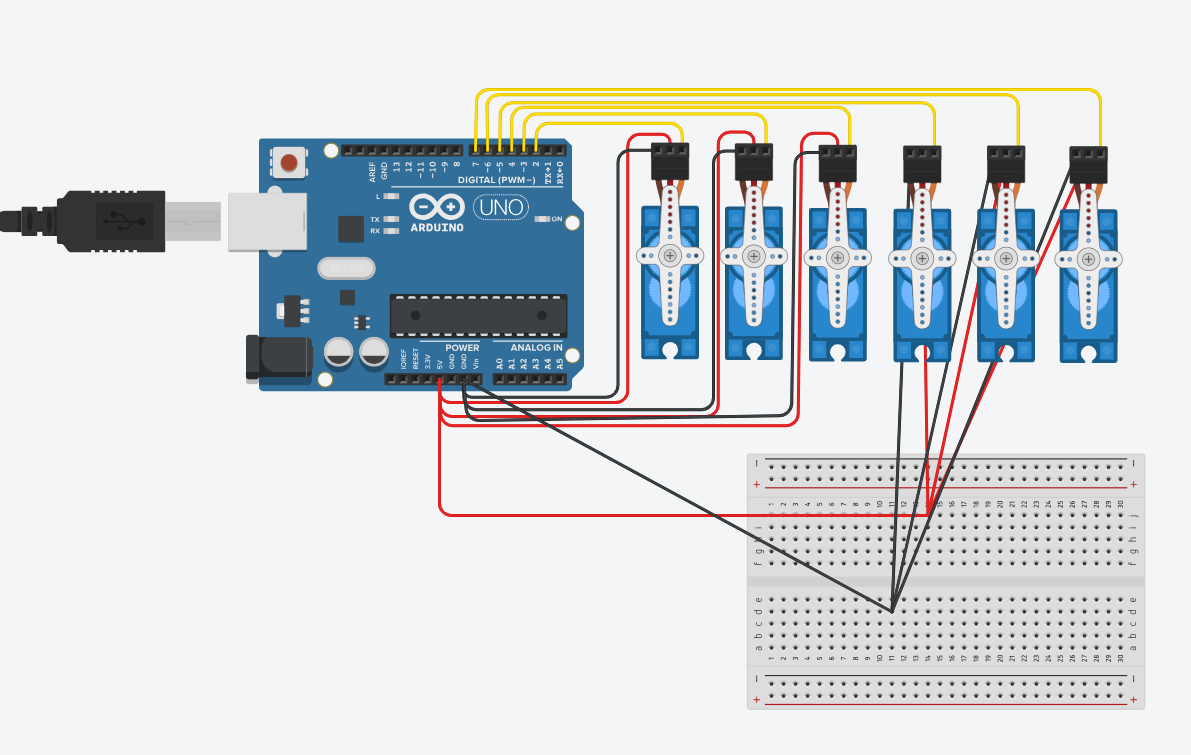 AREF
GND
13
12
~11
~10
~9
8
7
~6
~5
4
~3
2
TX→1
RX←0
DIGITAL (PWM~)
L
TX
RX
UNO
ARDUINO
ON
POWER
ANALOG IN
IOREF
RESET
3.3V
5V
GND
GND
Vin
A0
A1
A2
A3
A4
A5
− −
+ +
1 2 3 4 5 6 7 8 9 10 11 12 13 14 15 16 17 18 19 20 21 22 23 24 25 26 27 28 29 30
j
i i
h h
g g
f f
e e
d d
c c
b b
a a
1 2 3 4 5 6 7 8 9 10 11 12 13 14 15 16 17 18 19 20 21 22 23 24 25 26 27 28 29 30
− −
+ +